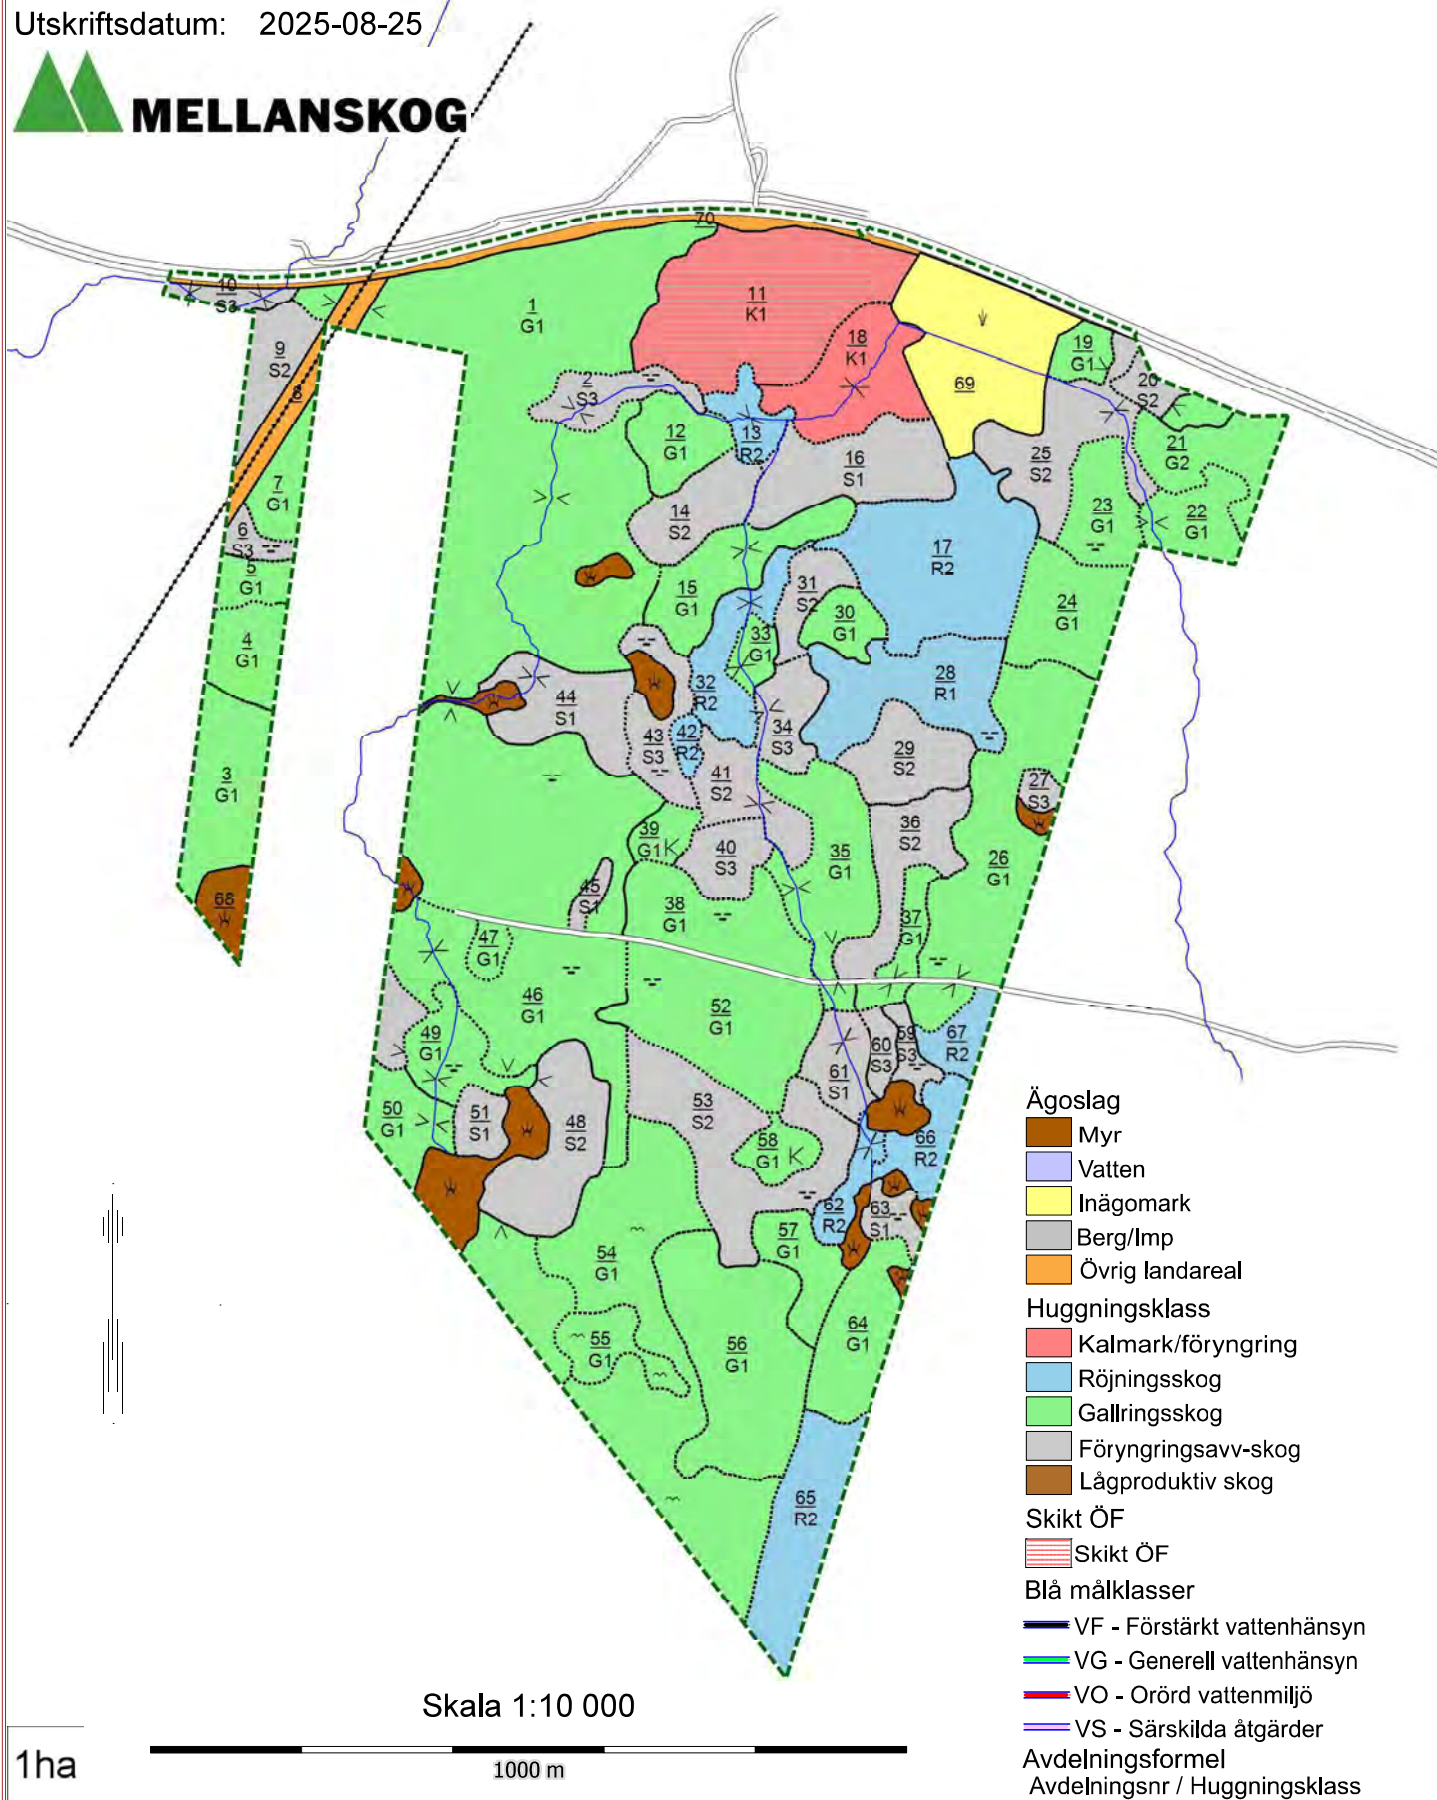 Utskriftsdatum: 2025-08-25
MELLANSKOG
70
10
S3
1
G1
11
K1
18
K1
9
S2
8
2
S3
19
G1
20
S2
69
12
G1
13
R2
16
S1
25
S2
21
G2
7
G1
14
S2
23
G1
22
G1
6
S3
5
G1
17
R2
15
G1
31
S2
30
G1
24
G1
4
G1
33
G1
32
R2
28
R1
44
S1
43
S3
42
R2
34
S3
29
S2
3
G1
41
S2
27
S3
39
G1
40
S3
35
G1
36
S2
26
G1
68
45
S1
38
G1
37
G1
47
G1
46
G1
52
G1
49
G1
60
S3
59
S3
67
R2
61
S1
50
G1
51
S1
48
S2
53
S2
58
G1
66
R2
62
R2
63
S1
57
G1
54
G1
55
G1
56
G1
64
G1
65
R2
Ägoslag
Myr
Vatten
Inägomark
Berg/Imp
Övrig landareal
Huggningsklass
Kalmark/föryngring
Röjningsskog
Gallringsskog
Föryngringsavv-skog
Lågproduktiv skog
Skikt ÖF
Skikt ÖF
Blå målklasser
VF - Förstärkt vattenhänsyn
VG - Generell vattenhänsyn
VO - Orörd vattenmiljö
VS - Särskilda åtgärder
Avdelningsformel
Avdelningsnr / Huggningsklass
Skala 1:10 000
1000 m
1ha